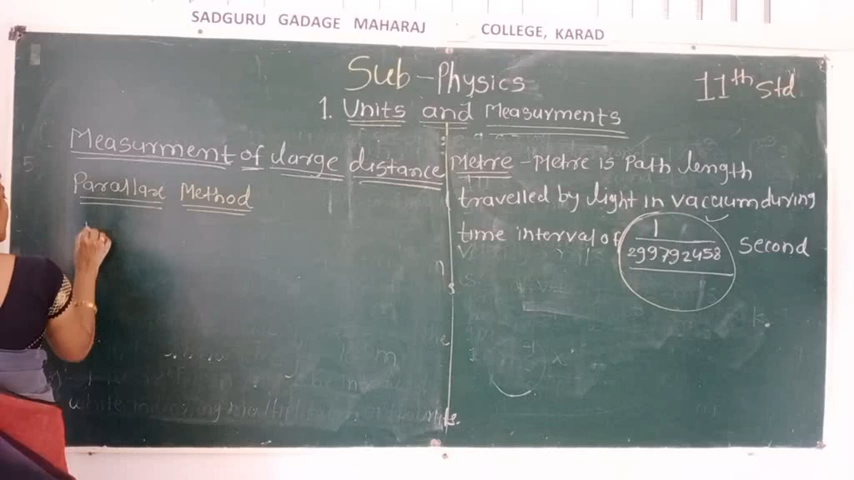 SADGURU GADAGE MAHARAJ COLLEGE, KARAD
Sub-Physics
11th Std
1. Units and Measurments
Measurment of large distance
Parallax Method
Metre - Metre is Path length
travelled by light in vacuum during
time interval of 1/299792458 second